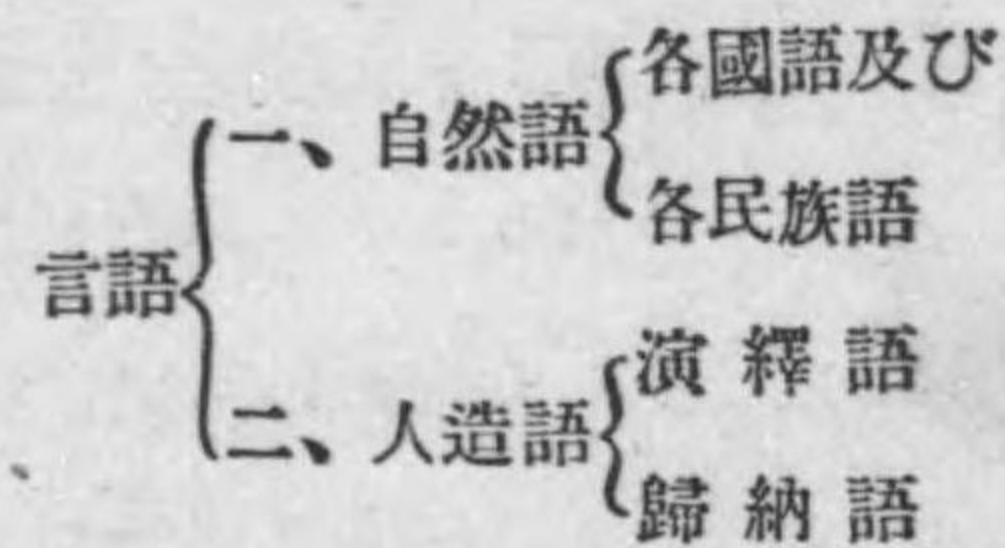 言語
一、自然語
各國語及び
各民族語
二、人造語
演繹語
歸納語